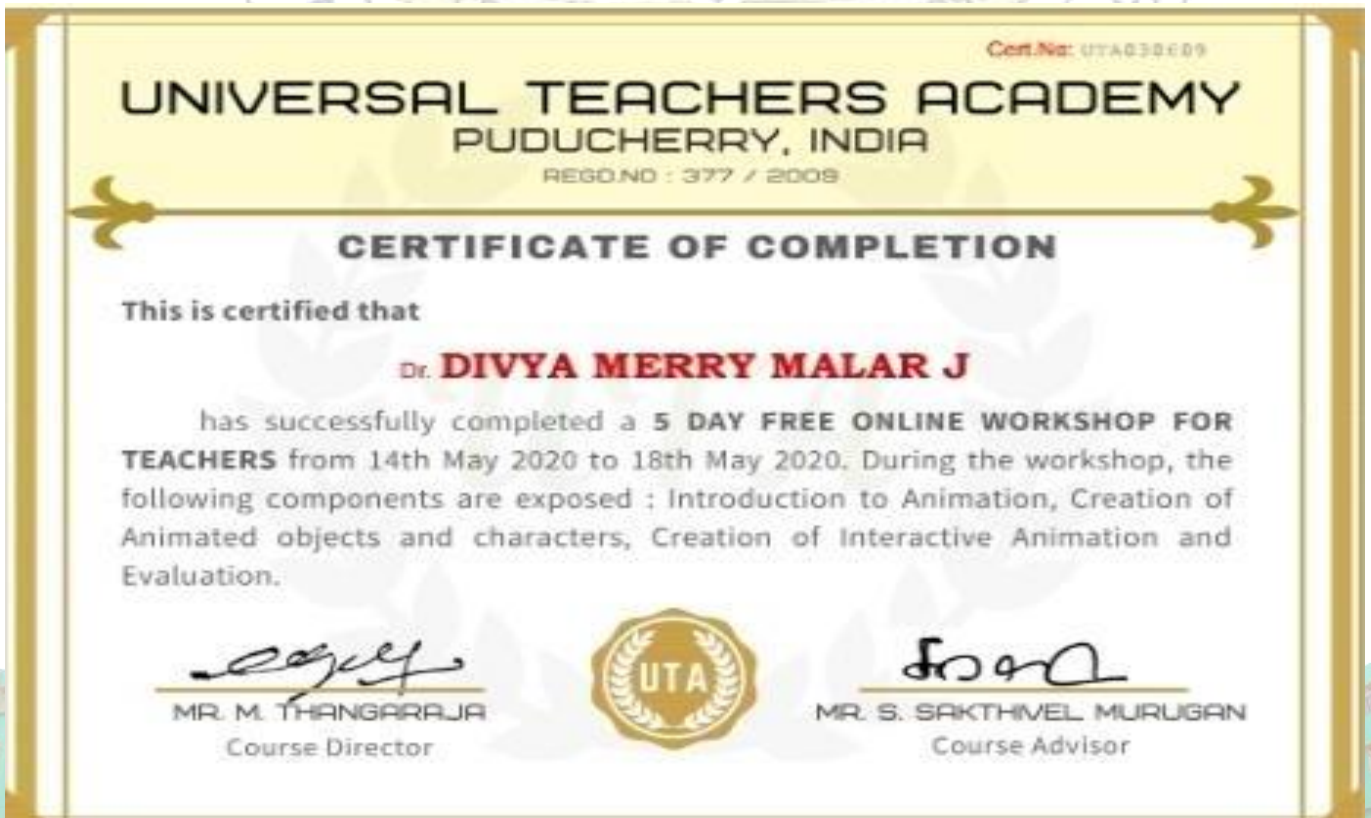 Cert.No: UTA030609
UNIVERSAL TEACHERS ACADEMY
PUDUCHERRY, INDIA
REGD.NO : 377 / 2009
CERTIFICATE OF COMPLETION
This is certified that
Dr. DIVYA MERRY MALAR J
has successfully completed a 5 DAY FREE ONLINE WORKSHOP FOR
TEACHERS from 14th May 2020 to 18th May 2020. During the workshop, the
following components are exposed : Introduction to Animation, Creation of
Animated objects and characters, Creation of Interactive Animation and
Evaluation.
UTA
MR. M. THANGARAJA
Course Director
MR. S. SAKTHIVEL MURUGAN
Course Advisor